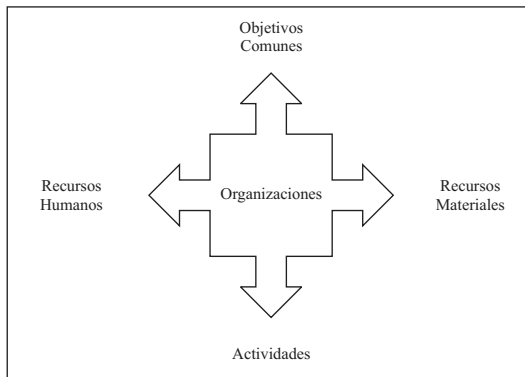 Objetivos
Comunes
Recursos
Humanos
Organizaciones
Recursos
Materiales
Actividades